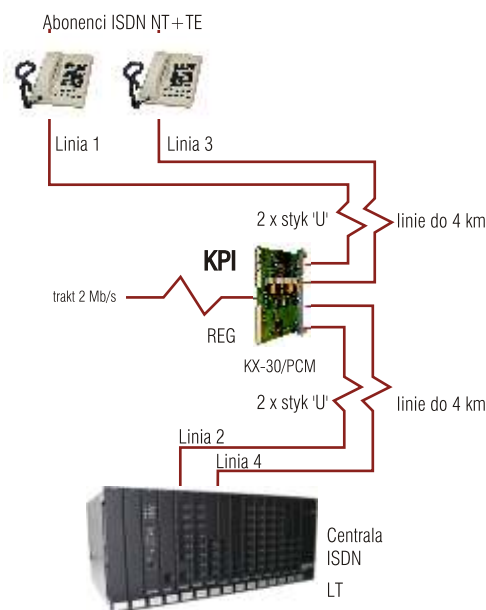 Abonenci ISDN NT+TE
Linia 1
Linia 3
2 x styk 'U'
linie do 4 km
KPI
trakt 2 Mb/s
REG
KX-30/PCM
2 x styk 'U'
linie do 4 km
Linia 2
Linia 4
Centrala
ISDN
LT